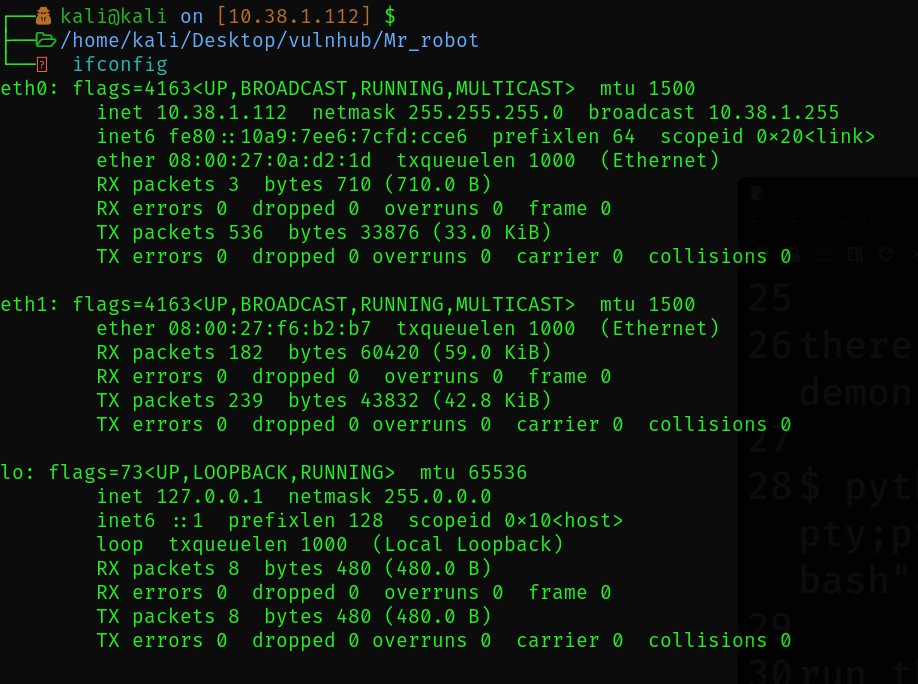 kali@kali on [10.38.1.112] $
/home/kali/Desktop/vulnhub/Mr_robot
ifconfig
eth0: flags=4163<UP,BROADCAST,RUNNING,MULTICAST>  mtu 1500
        inet 10.38.1.112  netmask 255.255.255.0  broadcast 10.38.1.255
        inet6 fe80::10a9:7ee6:7cfd:cce6  prefixlen 64  scopeid 0×20<link>
        ether 08:00:27:0a:d2:1d  txqueuelen 1000  (Ethernet)
        RX packets 3  bytes 710 (710.0 B)
        RX errors 0  dropped 0  overruns 0  frame 0
        TX packets 536  bytes 33876 (33.0 KiB)
        TX errors 0  dropped 0 overruns 0  carrier 0  collisions 0
eth1: flags=4163<UP,BROADCAST,RUNNING,MULTICAST>  mtu 1500
        ether 08:00:27:f6:b2:b7  txqueuelen 1000  (Ethernet)
        RX packets 182  bytes 60420 (59.0 KiB)
        RX errors 0  dropped 0  overruns 0  frame 0
        TX packets 239  bytes 43832 (42.8 KiB)
        TX errors 0  dropped 0 overruns 0  carrier 0  collisions 0
lo: flags=73<UP,LOOPBACK,RUNNING>  mtu 65536
        inet 127.0.0.1  netmask 255.0.0.0
        inet6 ::1  prefixlen 128  scopeid 0×10<host>
        loop  txqueuelen 1000  (Local Loopback)
        RX packets 8  bytes 480 (480.0 B)
        RX errors 0  dropped 0  overruns 0  frame 0
        TX packets 8  bytes 480 (480.0 B)
        TX errors 0  dropped 0 overruns 0  carrier 0  collisions 0
25
26 there
demon
27
28 $ pyt
pty;p
bash"
29
30 run t